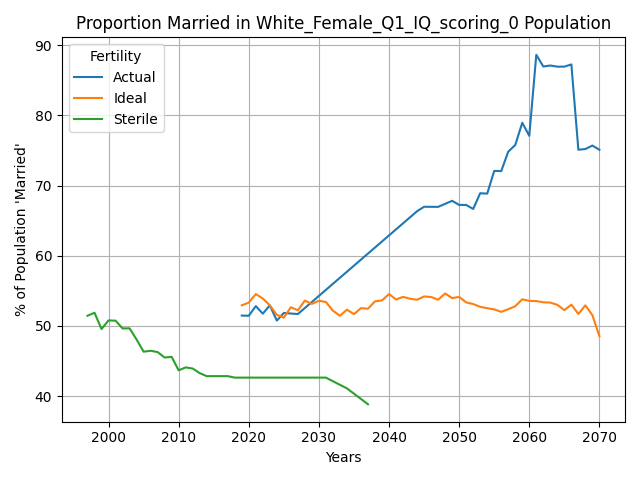 Proportion Married in White_Female_Q1_IQ_scoring_0 Population
% of Population 'Married'
90
80
70
60
50
40
Fertility
Actual
Ideal
Sterile
2000
2010
2020
2030
2040
2050
2060
2070
Years